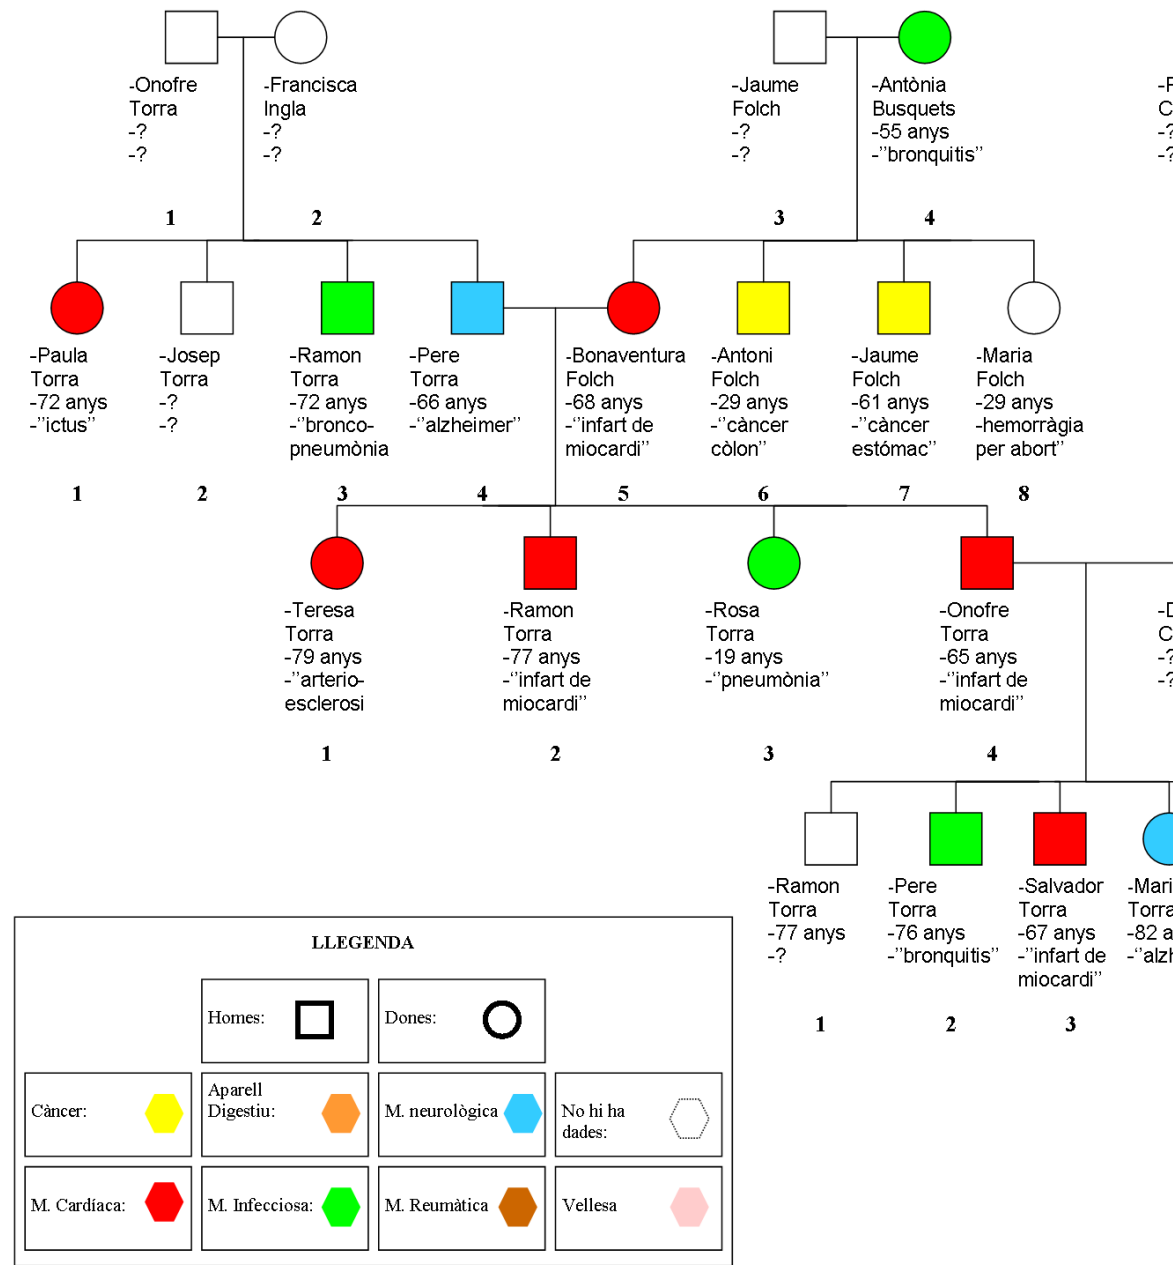 -Onofre
Torra
-?
-?
-Francisca
Ingla
-?
-?
-Jaume
Folch
-?
-?
-Antònia
Busquets
-55 anys
-"bronquitis"
1
2
3
4
-Paula
Torra
-72 anys
-"ictus"
-Josep
Torra
-?
-?
-Ramon
Torra
-72 anys
-"bronco-
pneumònia
-Pere
Torra
-66 anys
-"alzheimer"
-Bonaventura
Folch
-68 anys
-"infart de
miocardi"
-Antoni
Folch
-29 anys
-"càncer
còlon"
-Jaume
Folch
-61 anys
-"càncer
estómac"
-Maria
Folch
-29 anys
-hemorràgia
per abort"
1
2
3
4
5
6
7
8
-Teresa
Torra
-79 anys
-"arterio-
esclerosi
-Ramon
Torra
-77 anys
-"infart de
miocardi"
-Rosa
Torra
-19 anys
-"pneumònia"
-Onofre
Torra
-65 anys
-"infart de
miocardi"
-?
-?
1
2
3
4
-Ramon
Torra
-77 anys
-?
-Pere
Torra
-76 anys
-"bronquitis"
-Salvador
Torra
-67 anys
-"infart de
miocardi"
-Mari
Torra
-82 a
-"alzh
1
2
3
LLEGENDA
Homes:
Dones:
Càncer:
Aparell
Digestiu:
M. neurològica
No hi ha
dades:
M. Cardíaca:
M. Infecciosa:
M. Reumàtica
Vellesa